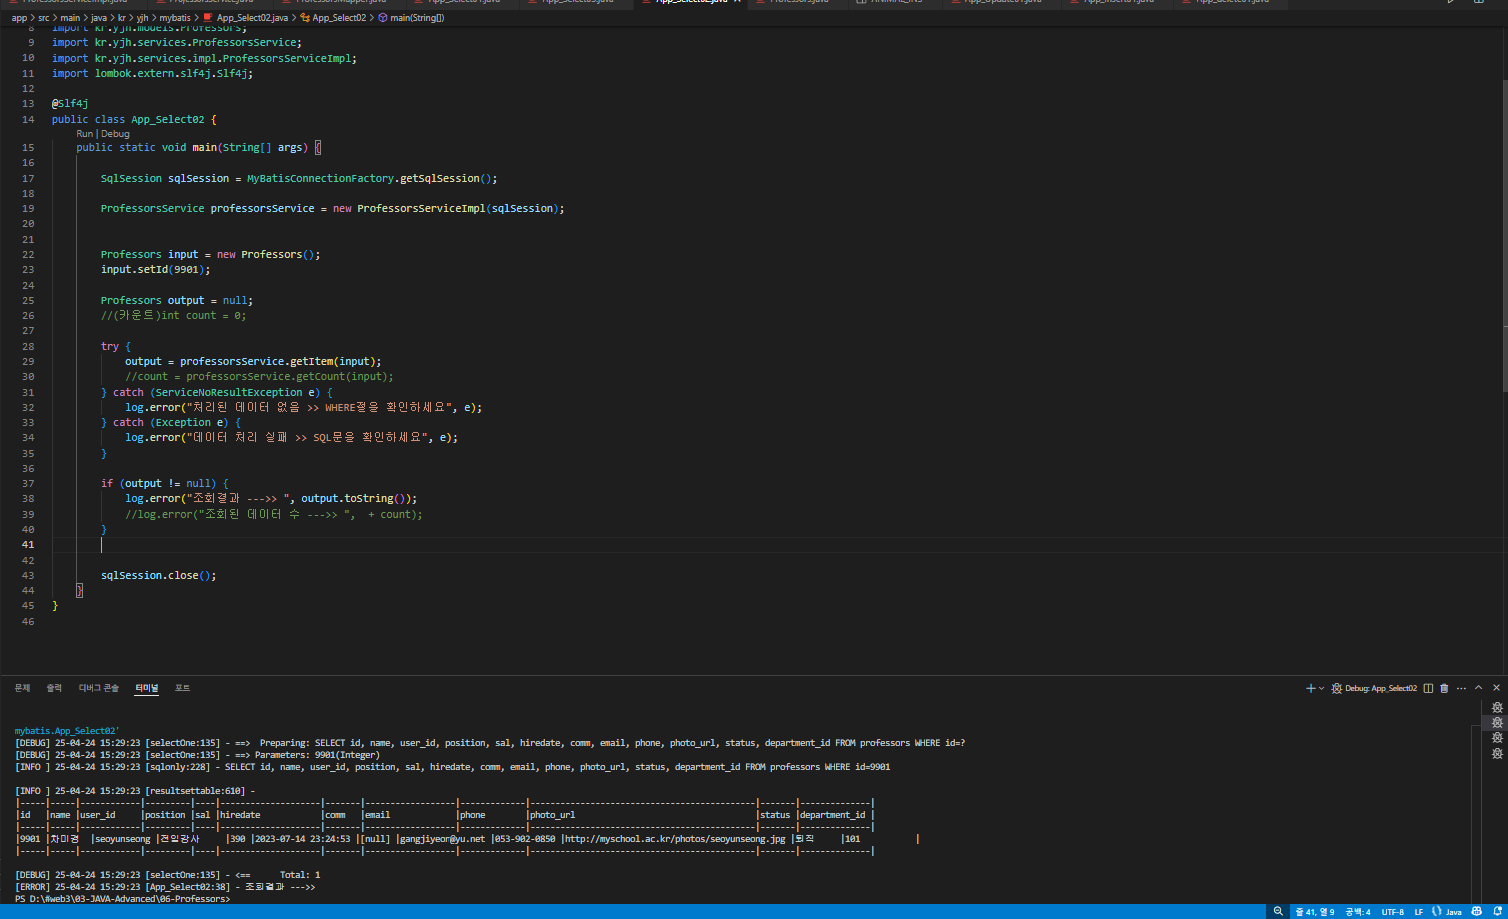 app > src > main > java > kr > yjh > mybatis > App_Select02.java > App_Select02 > main(String[])
8 import kr.yjh.models.Professors;
9 import kr.yjh.services.ProfessorsService;
10 import kr.yjh.services.impl.ProfessorsServiceImpl;
11 import lombok.extern.slf4j.Slf4j;
12
13 @Slf4j
14 public class App_Select02 {
Run | Debug
15 public static void main(String[] args) {
16
17 SqlSession sqlSession = MyBatisConnectionFactory.getSqlSession();
18
19 ProfessorsService professorsService = new ProfessorsServiceImpl(sqlSession);
20
21
22 Professors input = new Professors();
23 input.setId(9901);
24
25 Professors output = null;
26 //(카운트)int count = 0;
27
28 try {
29 output = professorsService.getItem(input);
30 //count = professorsService.getCount(input);
31 } catch (ServiceNoResultException e) {
32 log.error("처리된 데이터 없음 >> WHERE절을 확인하세요", e);
33 } catch (Exception e) {
34 log.error("데이터 처리 실패 >> SQL문을 확인하세요", e);
35 }
36
37 if (output != null) {
38 log.error("조회결과 --->> ", output.toString());
39 //log.error("조회된 데이터 수 --->> ",  + count);
40 }
41
42
43 sqlSession.close();
44 }
45 }
46
문제 출력 디버그 콘솔 터미널 포트 Debug: App_Select02
mybatis.App_Select02'
[DEBUG] 25-04-24 15:29:23 [selectOne:135] - ==>  Preparing: SELECT id, name, user_id, position, sal, hiredate, comm, email, phone, photo_url, status, department_id FROM professors WHERE id=?
[DEBUG] 25-04-24 15:29:23 [selectOne:135] - ==> Parameters: 9901(Integer)
[INFO ] 25-04-24 15:29:23 [sqlonly:228] - SELECT id, name, user_id, position, sal, hiredate, comm, email, phone, photo_url, status, department_id FROM professors WHERE id=9901
[INFO ] 25-04-24 15:29:23 [resultsettable:610] -
|-----|-----|------------|---------|----|---------------------|-------|-------------------|-------------|-----------------------------------------------|-------|--------------|
|id |name |user_id |position |sal |hiredate |comm |email |phone |photo_url |status |department_id |
|-----|-----|------------|---------|----|---------------------|-------|-------------------|-------------|-----------------------------------------------|-------|--------------|
|9901 |차미경 |seoyunseong |전임강사 |390 |2023-07-14 23:24:53 |[null] |gangjiyeon@yu.net |053-902-0850 |http://myschool.ac.kr/photos/seoyunseong.jpg |퇴직 |101 |
|-----|-----|------------|---------|----|---------------------|-------|-------------------|-------------|-----------------------------------------------|-------|--------------|
[DEBUG] 25-04-24 15:29:23 [selectOne:135] - <==      Total: 1
[ERROR] 25-04-24 15:29:23 [App_Select02:38] - 조회결과 --->>
PS D:\#web3\03-JAVA-Advanced\06-Professors>
줄 41, 열 9 공백: 4 UTF-8 LF Java